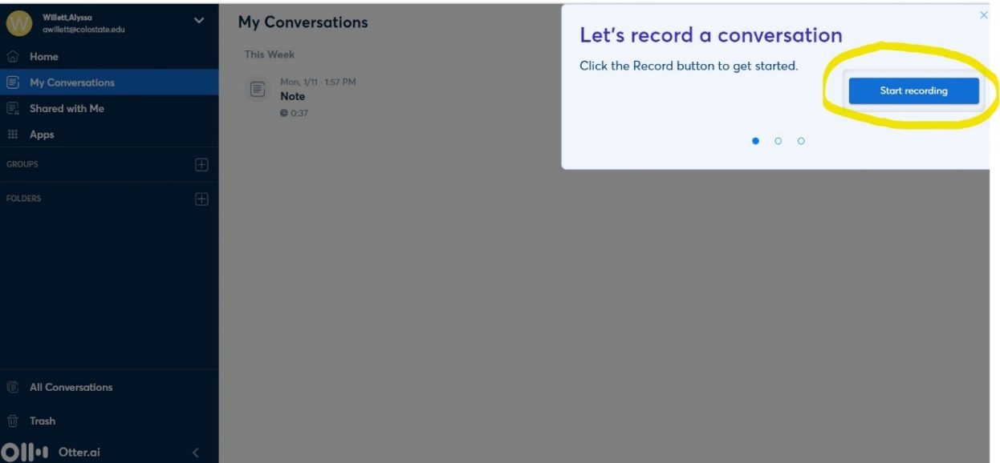 Willett,Alyssa
awillett@colostate.edu
Home
My Conversations
Shared with Me
Apps
GROUPS
FOLDERS
All Conversations
Trash
Otter.ai
My Conversations
This Week
Mon, 1/11 · 1:57 PM
Note
0:37
Let's record a conversation
Click the Record button to get started.
Start recording